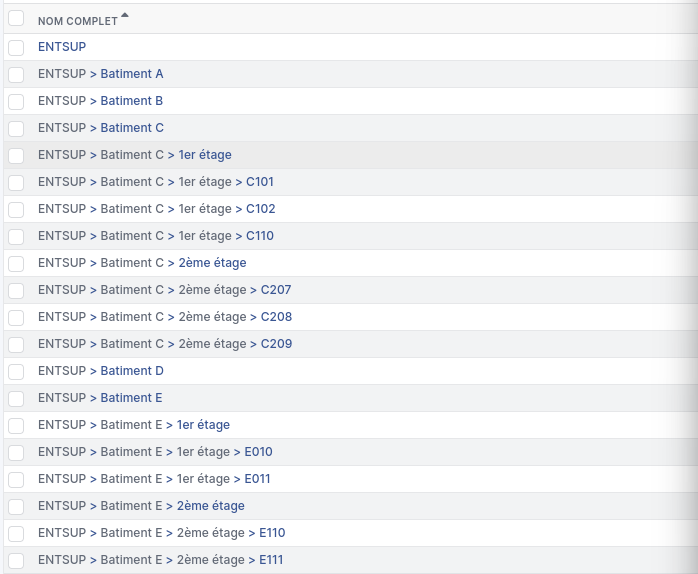 NOM COMPLET
ENTSUP
ENTSUP > Batiment A
ENTSUP > Batiment B
ENTSUP > Batiment C
ENTSUP > Batiment C > 1er étage
ENTSUP > Batiment C > 1er étage > C101
ENTSUP > Batiment C > 1er étage > C102
ENTSUP > Batiment C > 1er étage > C110
ENTSUP > Batiment C > 2ème étage
ENTSUP > Batiment C > 2ème étage > C207
ENTSUP > Batiment C > 2ème étage > C208
ENTSUP > Batiment C > 2ème étage > C209
ENTSUP > Batiment D
ENTSUP > Batiment E
ENTSUP > Batiment E > 1er étage
ENTSUP > Batiment E > 1er étage > E010
ENTSUP > Batiment E > 1er étage > E011
ENTSUP > Batiment E > 2ème étage
ENTSUP > Batiment E > 2ème étage > E110
ENTSUP > Batiment E > 2ème étage > E111